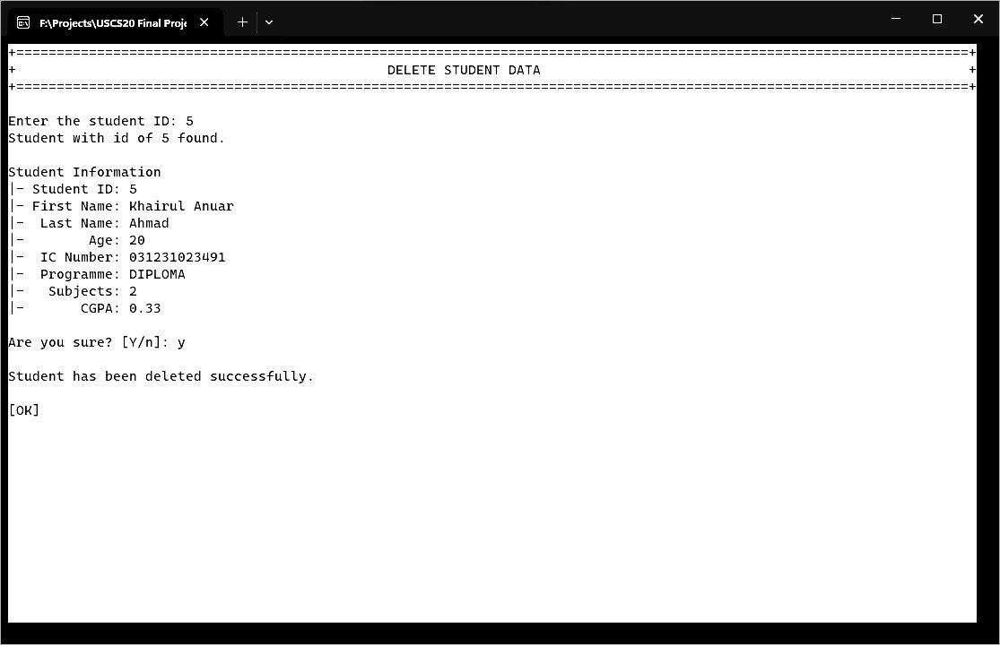 F:\Projects\USCS20 Final Proje
+======================================================================================================================+
+ DELETE STUDENT DATA +
+======================================================================================================================+
Enter the student ID: 5
Student with id of 5 found.
Student Information
|- Student ID: 5
|- First Name: Khairul Anuar
|-  Last Name: Ahmad
|-        Age: 20
|-  IC Number: 031231023491
|-  Programme: DIPLOMA
|-   Subjects: 2
|-       CGPA: 0.33
Are you sure? [Y/n]: y
Student has been deleted successfully.
[OK]